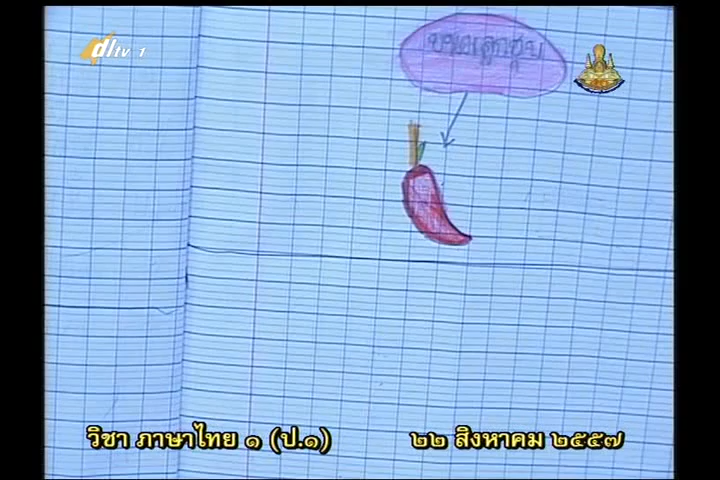 dltv 1
วิชา ภาษาไทย ๑ (ป.๑)
๒๒ สิงหาคม ๒๕๕๗